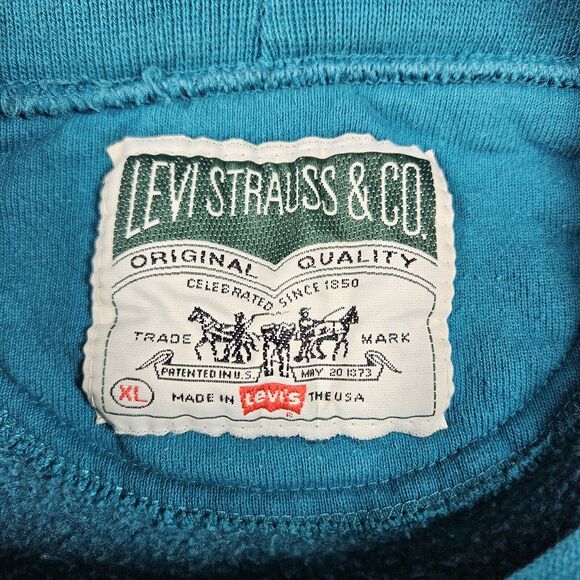 LEVI STRAUSS & CO.
ORIGINAL QUALITY
CELEBRATED SINCE 1850
TRADE MARK
PATENTED IN U.S. MAY 20 1873
XL MADE IN Levi's THE USA